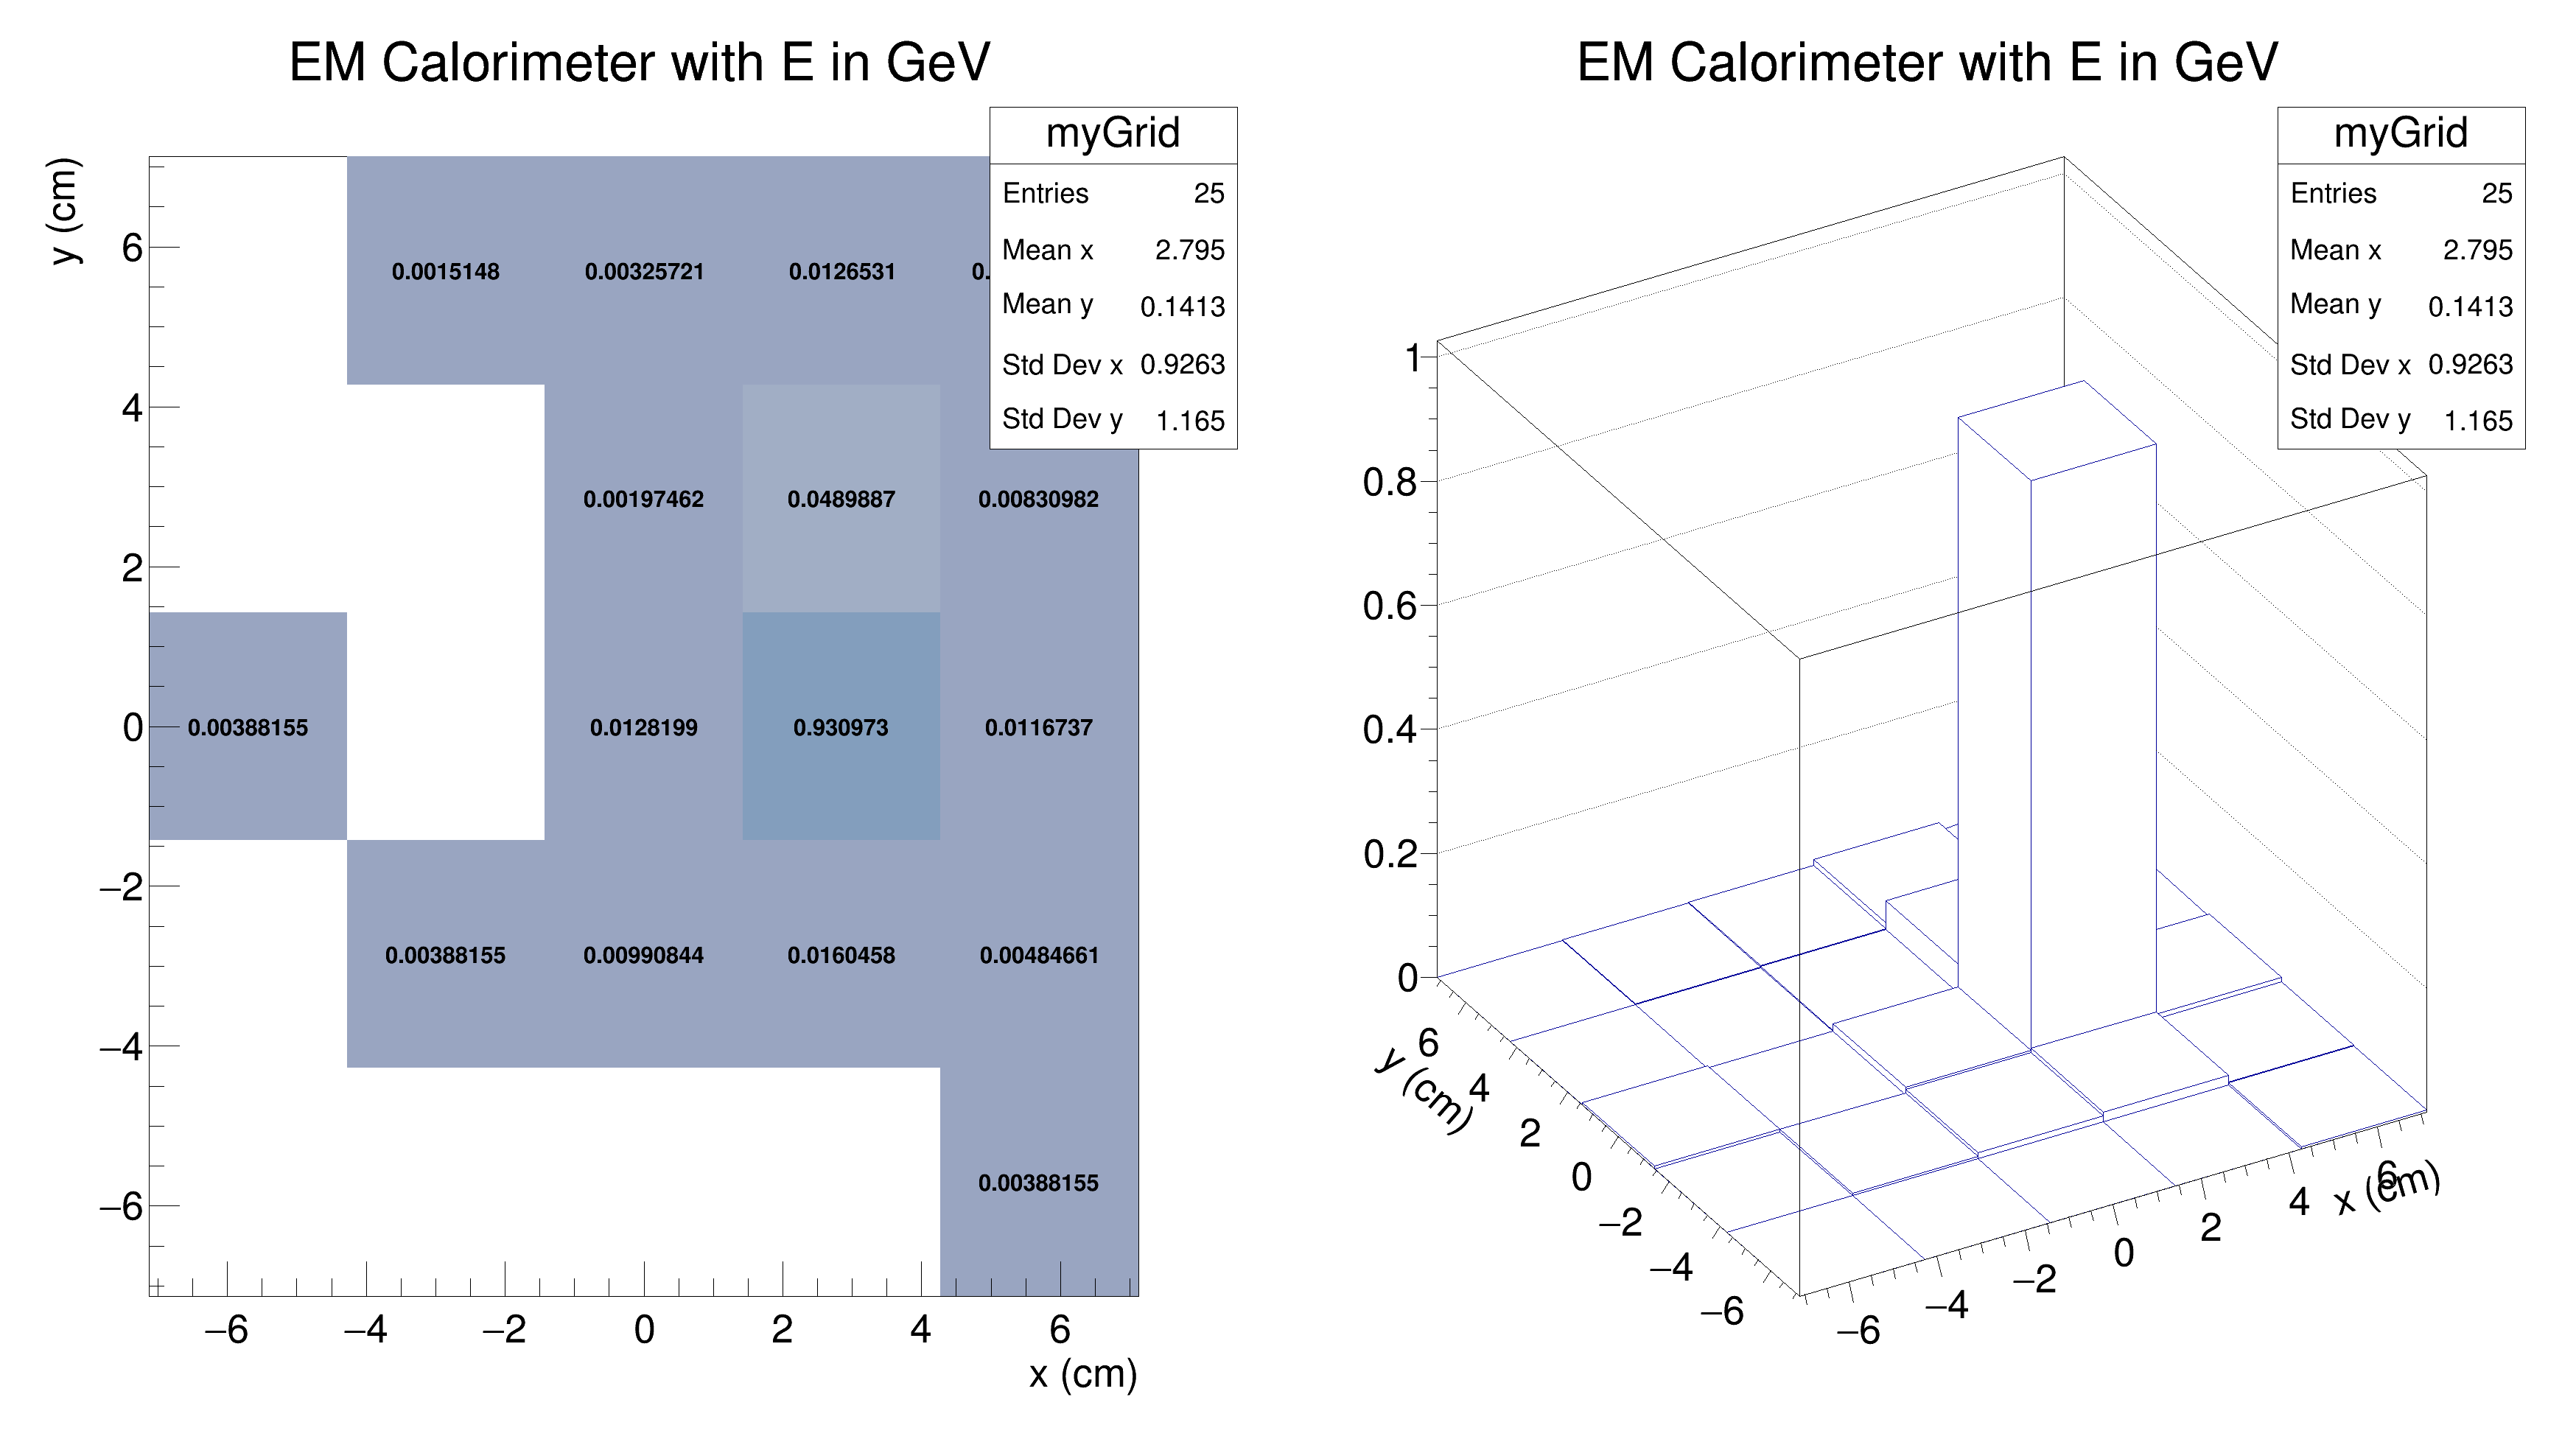 EM Calorimeter with E in GeV
myGrid
Entries 25
Mean x 2.795
Mean y 0.1413
Std Dev x 0.9263
Std Dev y 1.165
y (cm)
6
4
2
0
−2
−4
−6
0.0015148 0.00325721 0.0126531 0.
0.00197462 0.0489887 0.00830982
0.00388155 0.0128199 0.930973 0.0116737
0.00388155 0.00990844 0.0160458 0.00484661
0.00388155
−6 −4 −2 0 2 4 6
x (cm)
EM Calorimeter with E in GeV
myGrid
Entries 25
Mean x 2.795
Mean y 0.1413
Std Dev x 0.9263
Std Dev y 1.165
1
0.8
0.6
0.4
0.2
0
6
4
2
0
−2
−4
−6
y (cm)
−6
−4
−2
0
2
4
6
x (cm)